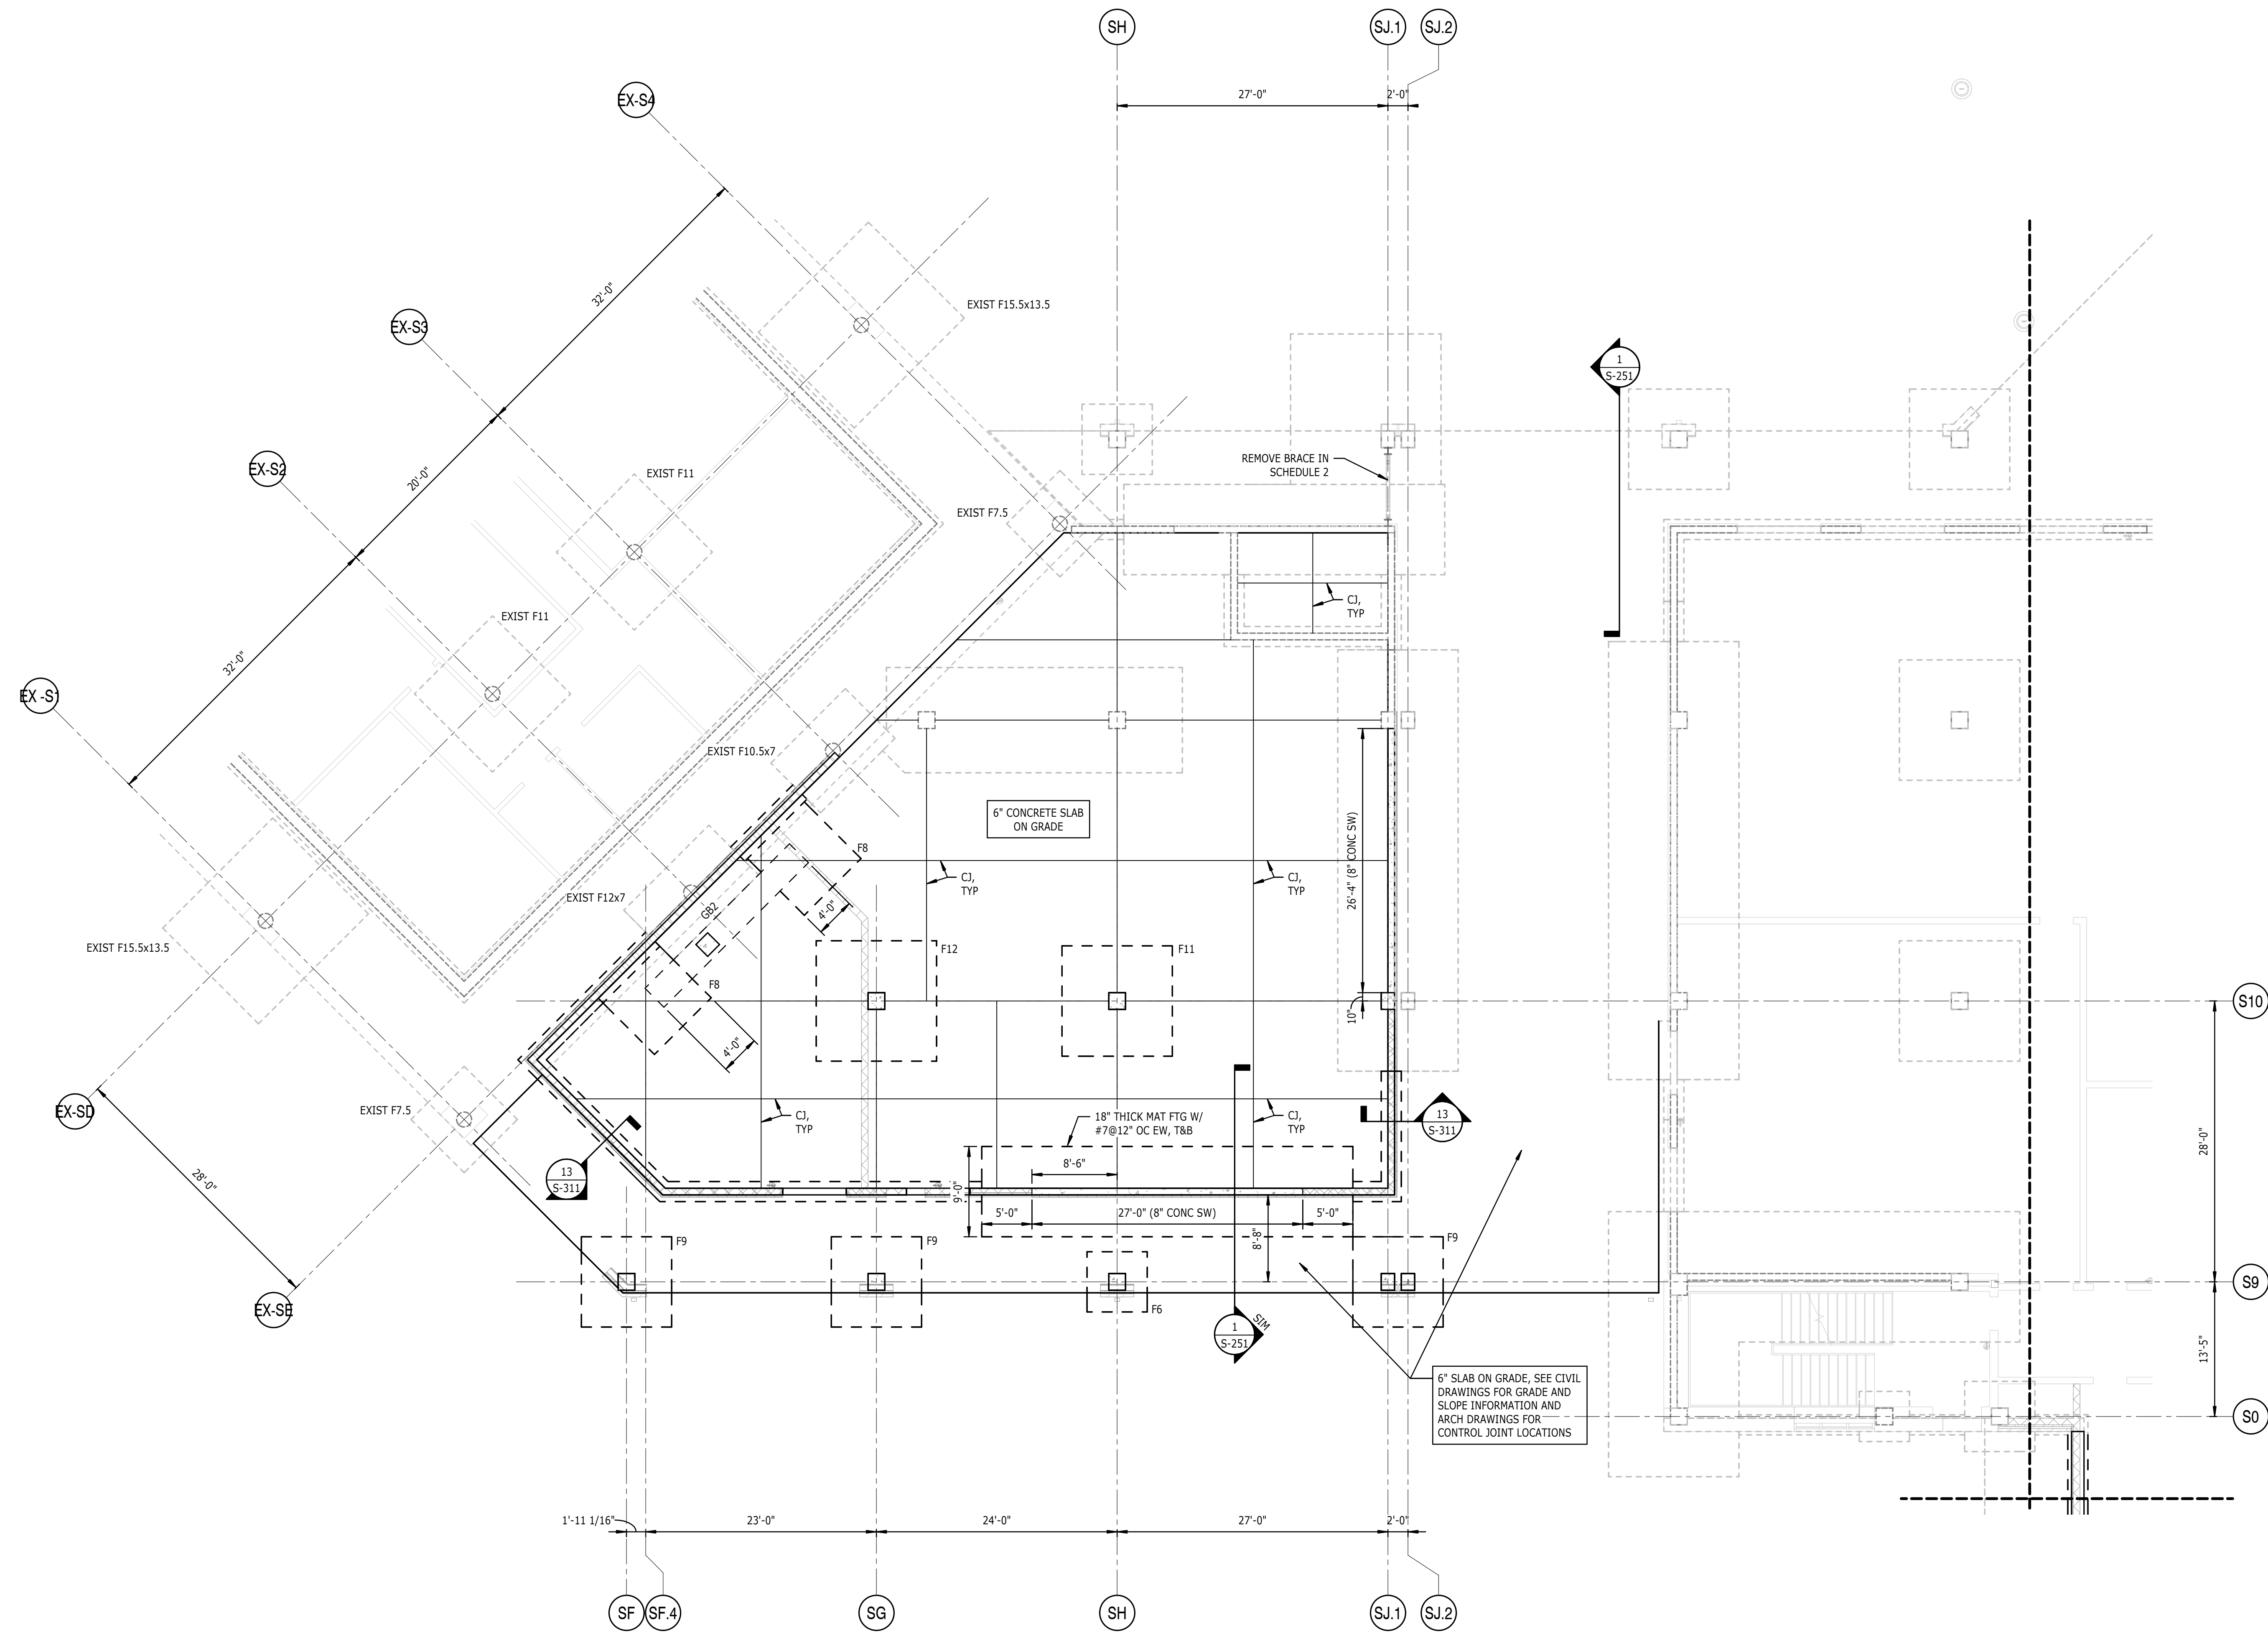 SH
SJ.1
SJ.2
27'-0"
2'-0"
EX-S4
EX-S3
EX-S2
EX -S1
32'-0"
20'-0"
32'-0"
EXIST F15.5x13.5
1
S-251
REMOVE BRACE IN
SCHEDULE 2
EXIST F11
EXIST F7.5
EXIST F11
CJ,
TYP
EXIST F10.5x7
6" CONCRETE SLAB
ON GRADE
26'-4" (8" CONC SW)
F8
CJ,
TYP
CJ,
TYP
EXIST F12x7
GB2
4'-0"
EXIST F15.5x13.5
F12
F11
F8
10"
S10
4'-0"
EX-SD
EXIST F7.5
CJ,
TYP
18" THICK MAT FTG W/
#7@12" OC EW, T&B
CJ,
TYP
13
S-311
28'-0"
28'-0"
13
S-311
8'-6"
9'-0"
5'-0"
27'-0" (8" CONC SW)
5'-0"
8'-8"
F9
F9
F9
S9
EX-SE
F6
1
S-251
SIM
13'-5"
6" SLAB ON GRADE, SEE CIVIL
DRAWINGS FOR GRADE AND
SLOPE INFORMATION AND
ARCH DRAWINGS FOR
CONTROL JOINT LOCATIONS
S0
1'-11 1/16"
23'-0"
24'-0"
27'-0"
2'-0"
SF
SF.4
SG
SH
SJ.1
SJ.2